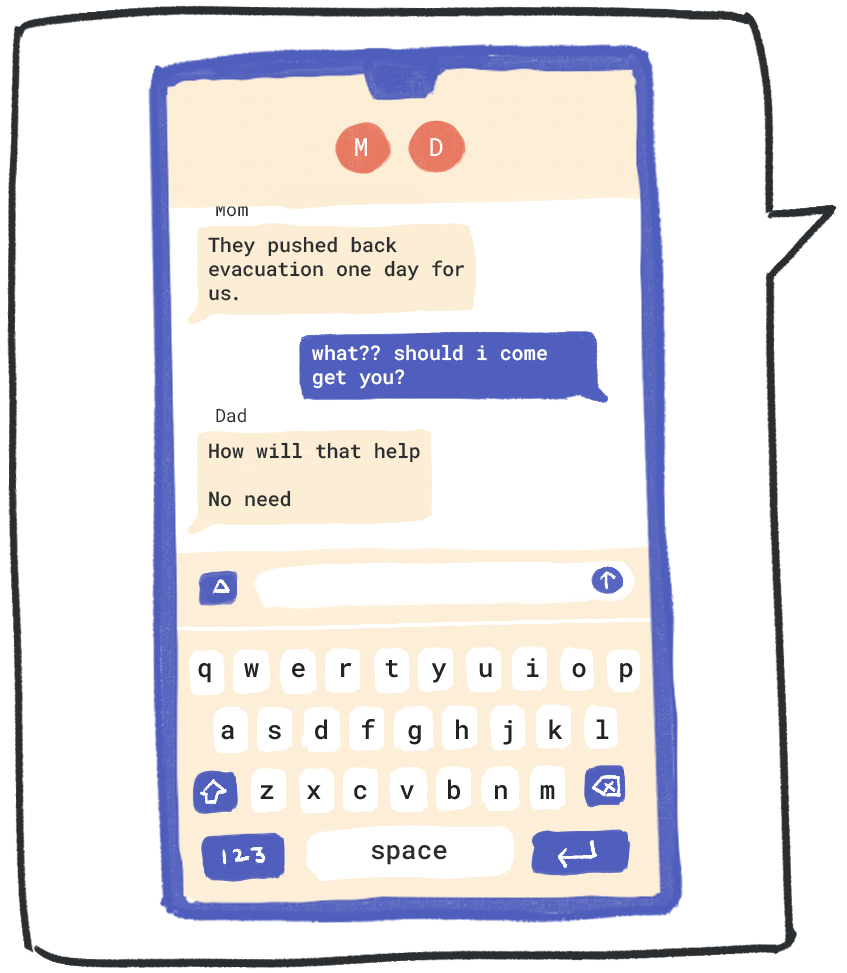 M D
Mom
They pushed back
evacuation one day for
us.
what?? should i come
get you?
Dad
How will that help
No need
q w e r t y u i o p
a s d f g h j k l
z x c v b n m
123 space